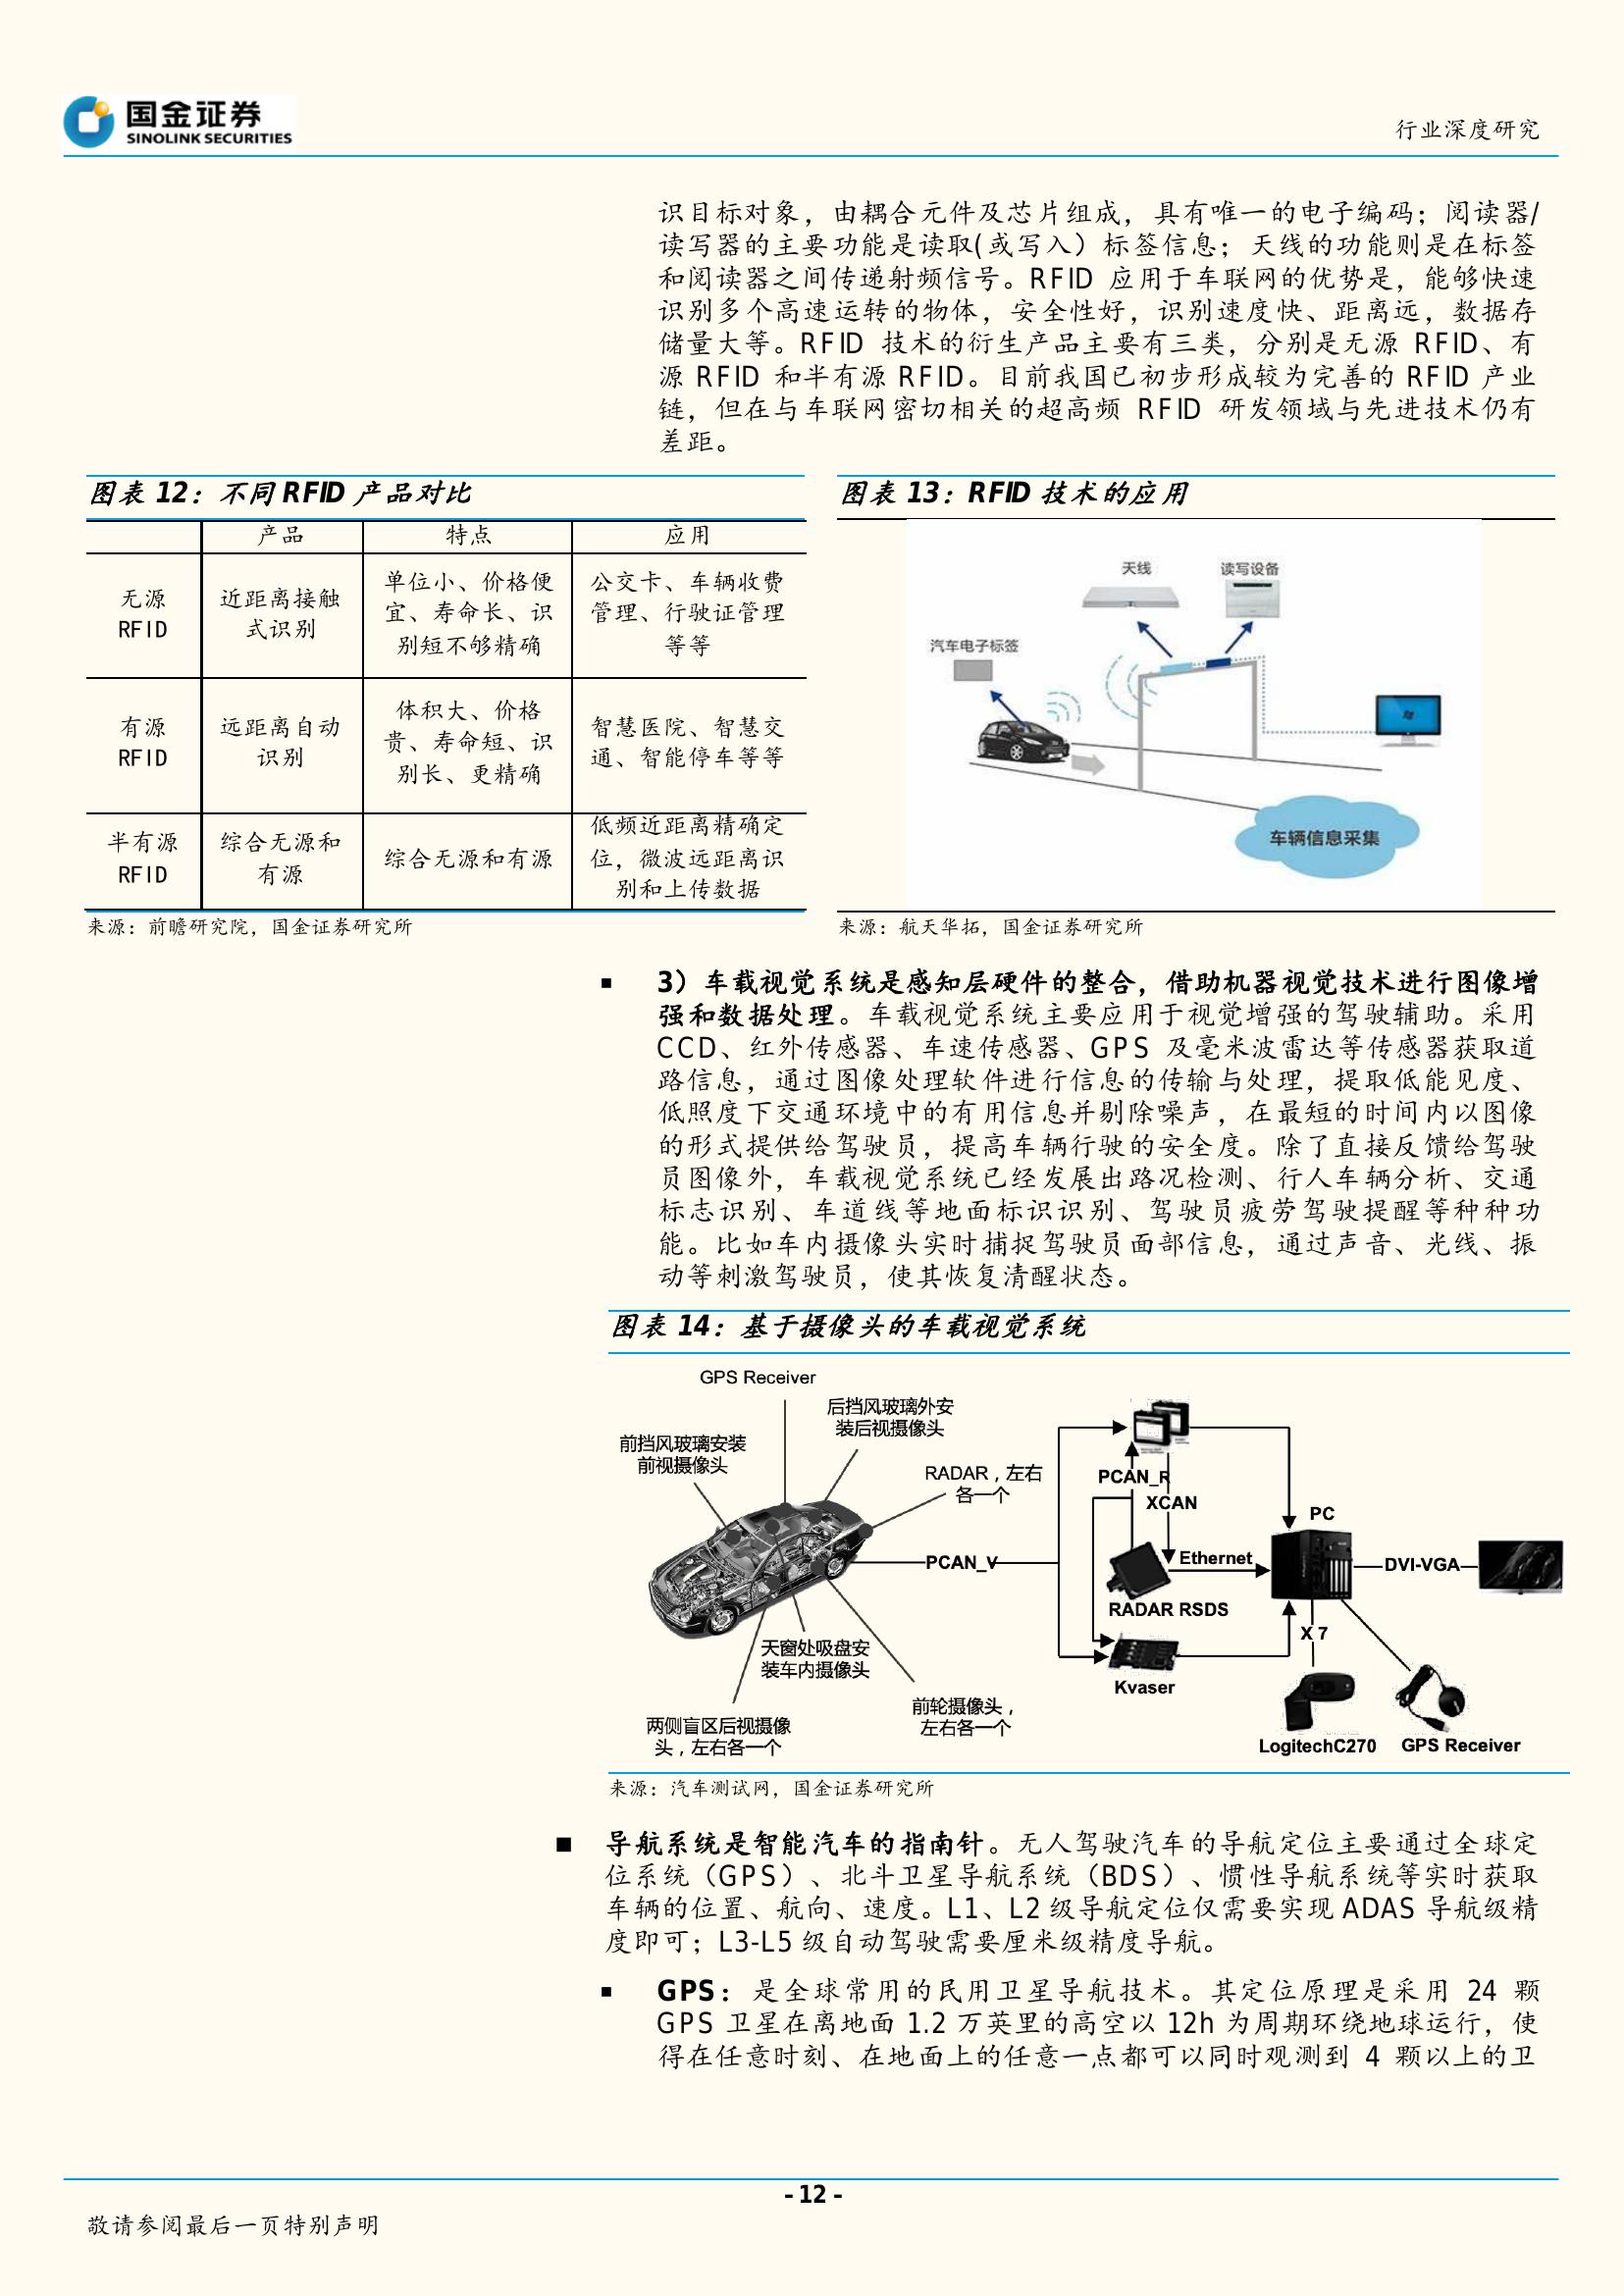 国金证券
SINOLINK SECURITIES
行业深度研究
识目标对象，由耦合元件及芯片组成，具有唯一的电子编码；阅读器/
读写器的主要功能是读取(或写入）标签信息；天线的功能则是在标签
和阅读器之间传递射频信号。RFID 应用于车联网的优势是，能够快速
识别多个高速运转的物体，安全性好，识别速度快、距离远，数据存
储量大等。RFID 技术的衍生产品主要有三类，分别是无源 RFID、有
源 RFID 和半有源 RFID。目前我国已初步形成较为完善的 RFID 产业
链，但在与车联网密切相关的超高频 RFID 研发领域与先进技术仍有
差距。
图表 12：不同 RFID 产品对比
产品 特点 应用
无源
RFID
近距离接触
式识别
单位小、价格便
宜、寿命长、识
别短不够精确
公交卡、车辆收费
管理、行驶证管理
等等
有源
RFID
远距离自动
识别
体积大、价格
贵、寿命短、识
别长、更精确
智慧医院、智慧交
通、智能停车等等
半有源
RFID
综合无源和
有源
综合无源和有源
低频近距离精确定
位，微波远距离识
别和上传数据
来源：前瞻研究院，国金证券研究所
图表 13：RFID 技术的应用
天线
读写设备
汽车电子标签
车辆信息采集
来源：航天华拓，国金证券研究所
▪ 3）车载视觉系统是感知层硬件的整合，借助机器视觉技术进行图像增
强和数据处理。车载视觉系统主要应用于视觉增强的驾驶辅助。采用
CCD、红外传感器、车速传感器、GPS 及毫米波雷达等传感器获取道
路信息，通过图像处理软件进行信息的传输与处理，提取低能见度、
低照度下交通环境中的有用信息并剔除噪声，在最短的时间内以图像
的形式提供给驾驶员，提高车辆行驶的安全度。除了直接反馈给驾驶
员图像外，车载视觉系统已经发展出路况检测、行人车辆分析、交通
标志识别、车道线等地面标识识别、驾驶员疲劳驾驶提醒等种种功
能。比如车内摄像头实时捕捉驾驶员面部信息，通过声音、光线、振
动等刺激驾驶员，使其恢复清醒状态。
图表 14：基于摄像头的车载视觉系统
GPS Receiver
后挡风玻璃外安
装后视摄像头
前挡风玻璃安装
前视摄像头
RADAR，左右
各一个
PCAN_V
天窗处吸盘安
装车内摄像头
前轮摄像头，
左右各一个
两侧盲区后视摄像
头，左右各一个
PCAN_R
XCAN
PC
Ethernet
DVI-VGA
RADAR RSDS
X 7
Kvaser
LogitechC270
GPS Receiver
来源：汽车测试网，国金证券研究所
■ 导航系统是智能汽车的指南针。无人驾驶汽车的导航定位主要通过全球定
位系统（GPS）、北斗卫星导航系统（BDS）、惯性导航系统等实时获取
车辆的位置、航向、速度。L1、L2 级导航定位仅需要实现 ADAS 导航级精
度即可；L3-L5 级自动驾驶需要厘米级精度导航。
▪ GPS：是全球常用的民用卫星导航技术。其定位原理是采用 24 颗
GPS 卫星在离地面 1.2 万英里的高空以 12h 为周期环绕地球运行，使
得在任意时刻、在地面上的任意一点都可以同时观测到 4 颗以上的卫
- 12 -
敬请参阅最后一页特别声明